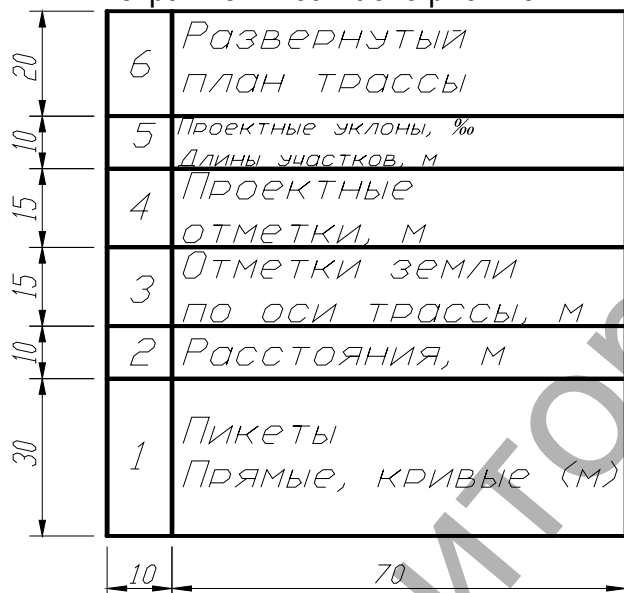 20
6
Развернутый
план трассы
10
5
Проектные уклоны, ‰
Длины участков, м
15
4
Проектные
отметки, м
15
3
Отметки земли
по оси трассы, м
10
2
Расстояния, м
30
1
Пикеты
Прямые, кривые (м)
10
70